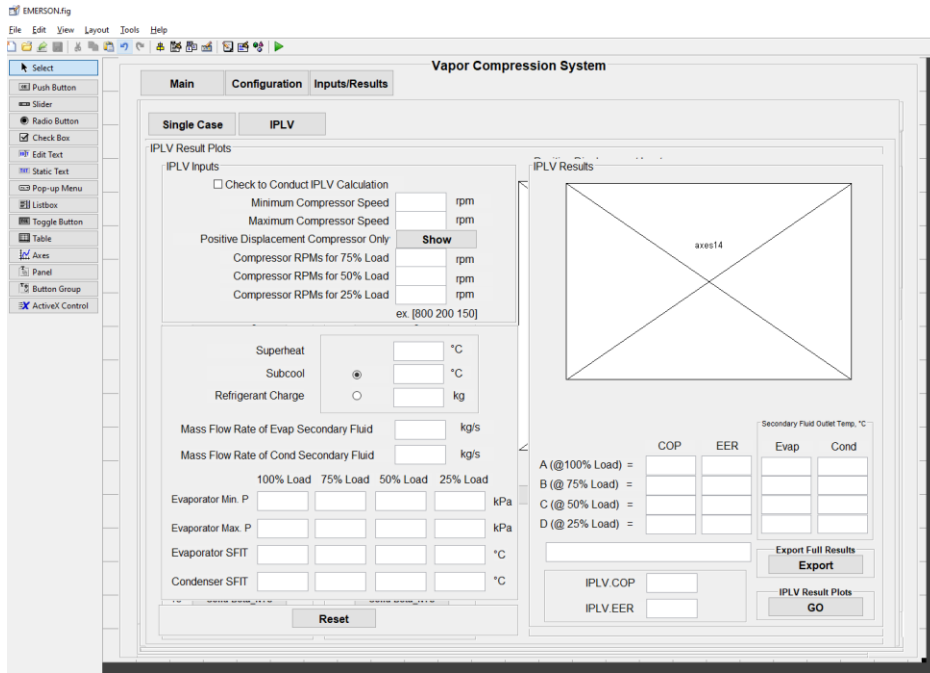 EMERSON.fig
File Edit View Layout Tools Help
Select
Push Button
Slider
Radio Button
Check Box
Edit Text
Static Text
Pop-up Menu
Listbox
Toggle Button
Table
Axes
Panel
Button Group
ActiveX Control
Vapor Compression System
Main Configuration Inputs/Results
Single Case IPLV
IPLV Result Plots
IPLV Inputs
Check to Conduct IPLV Calculation
Minimum Compressor Speed rpm
Maximum Compressor Speed rpm
Positive Displacement Compressor Only Show
Compressor RPMs for 75% Load rpm
Compressor RPMs for 50% Load rpm
Compressor RPMs for 25% Load rpm
ex. [800 200 150]
Superheat °C
Subcool °C
Refrigerant Charge kg
Mass Flow Rate of Evap Secondary Fluid kg/s
Mass Flow Rate of Cond Secondary Fluid kg/s
100% Load 75% Load 50% Load 25% Load
Evaporator Min. P kPa
Evaporator Max. P kPa
Evaporator SFIT °C
Condenser SFIT °C
Reset
IPLV Results
axes14
Secondary Fluid Outlet Temp, °C
COP EER Evap Cond
A (@100% Load) =
B (@ 75% Load) =
C (@ 50% Load) =
D (@ 25% Load) =
Export Full Results
Export
IPLV.COP
IPLV.EER
IPLV Result Plots
GO